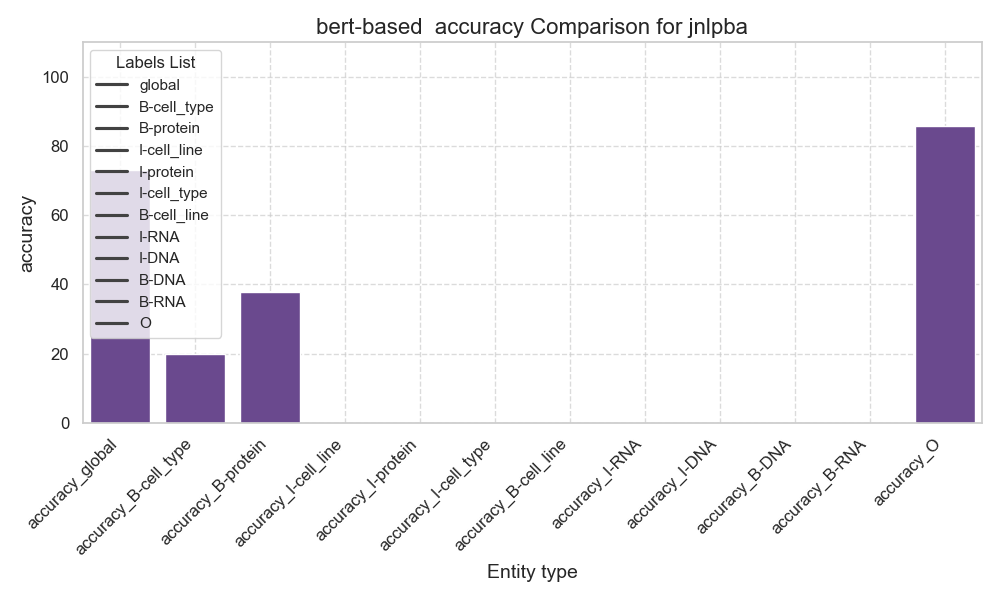 bert-based  accuracy Comparison for jnlpba
accuracy
100
80
60
40
20
0
Labels List
global
B-cell_type
B-protein
I-cell_line
I-protein
I-cell_type
B-cell_line
I-RNA
I-DNA
B-DNA
B-RNA
O
accuracy_global
accuracy_B-cell_type
accuracy_B-protein
accuracy_I-cell_line
accuracy_I-protein
accuracy_I-cell_type
accuracy_B-cell_line
accuracy_I-RNA
accuracy_I-DNA
accuracy_B-DNA
accuracy_B-RNA
accuracy_O
Entity type